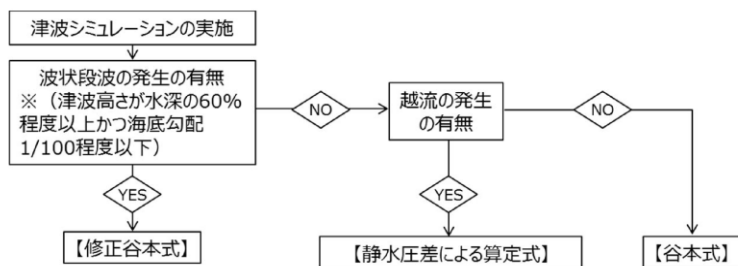 津波シミュレーションの実施
波状段波の発生の有無
※（津波高さが水深の60%
程度以上かつ海底勾配
1/100程度以下）
NO
越流の発生
の有無
NO
YES
YES
【修正谷本式】
【静水圧差による算定式】
【谷本式】